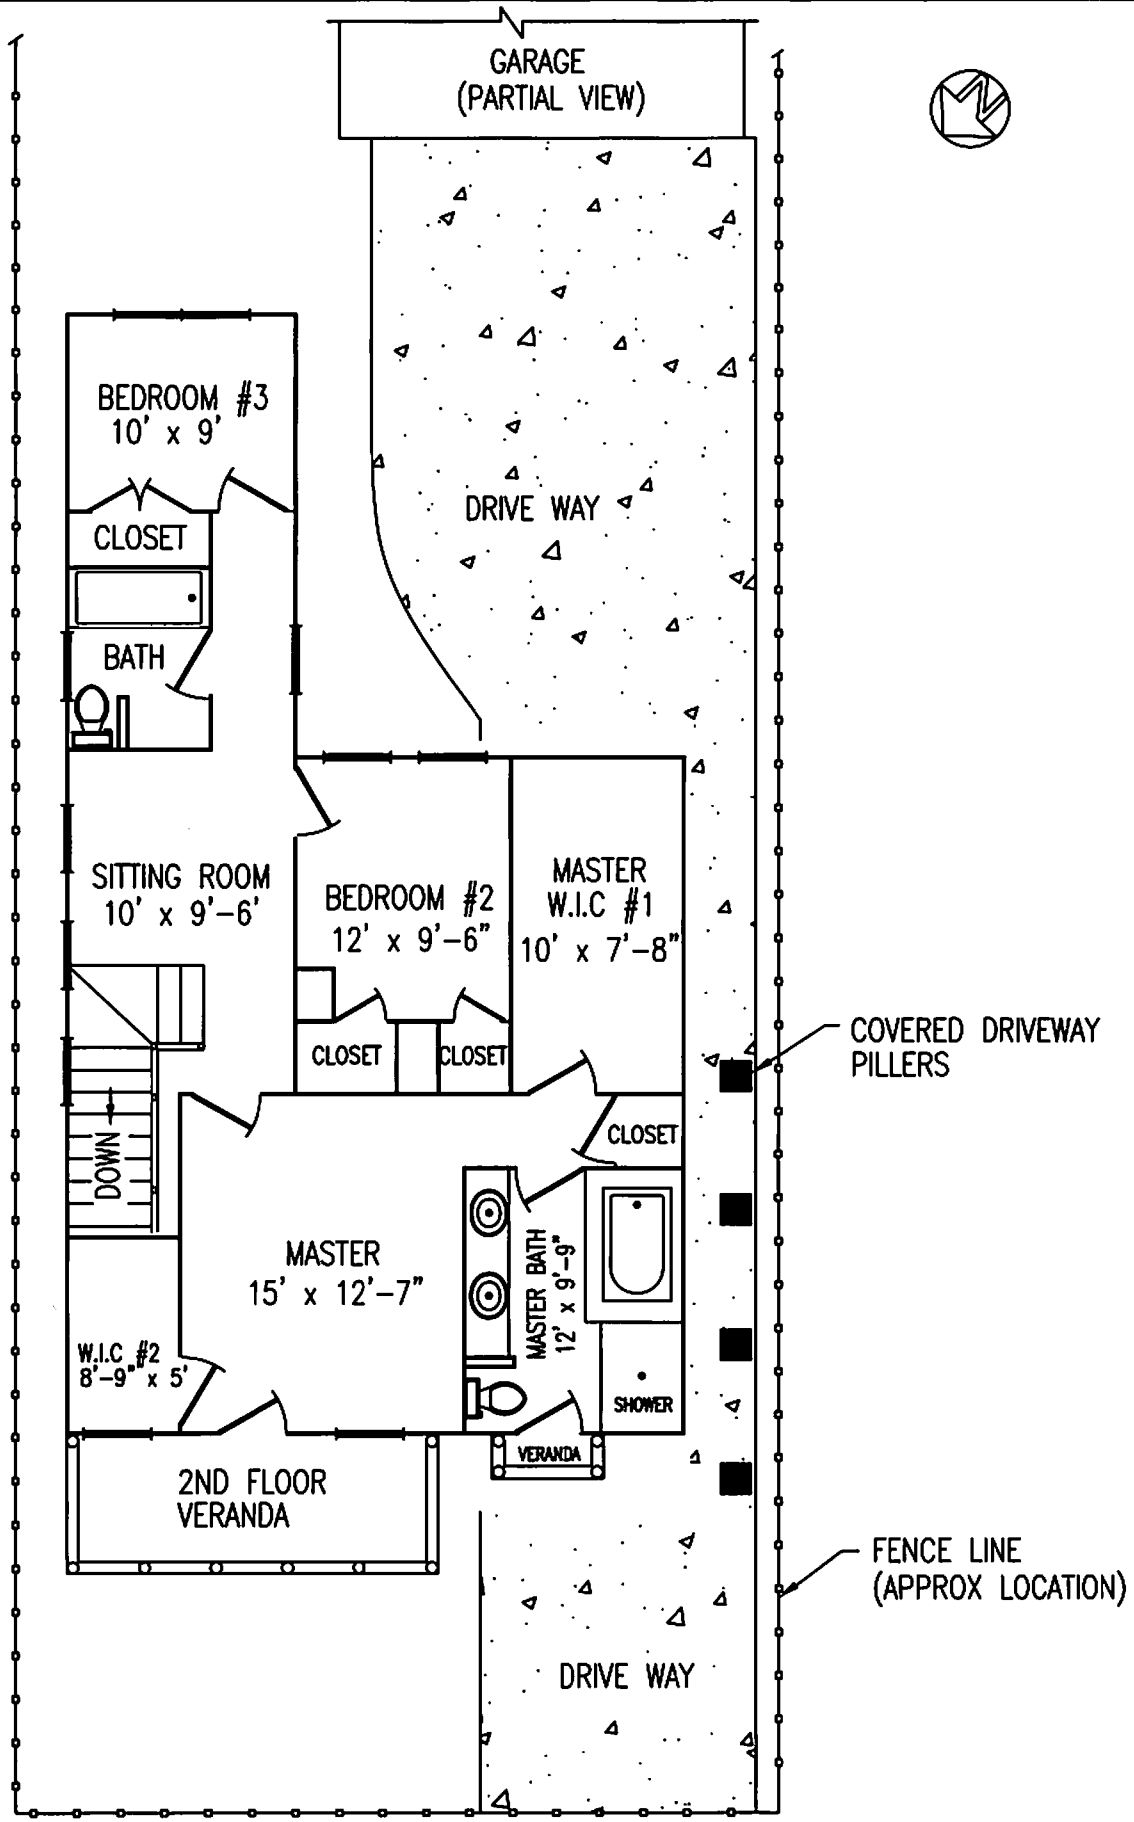 GARAGE
(PARTIAL VIEW)
BEDROOM #3
10' x 9'
CLOSET
DRIVE WAY
BATH
SITTING ROOM
10' x 9'-6'
BEDROOM #2
12' x 9'-6"
MASTER
W.I.C #1
10' x 7'-8"
COVERED DRIVEWAY
PILLERS
CLOSET
CLOSET
CLOSET
DOWN
MASTER
15' x 12'-7"
MASTER BATH
12' x 9'-9"
W.I.C #2
8'-9" x 5'
SHOWER
VERANDA
2ND FLOOR
VERANDA
FENCE LINE
(APPROX LOCATION)
DRIVE WAY